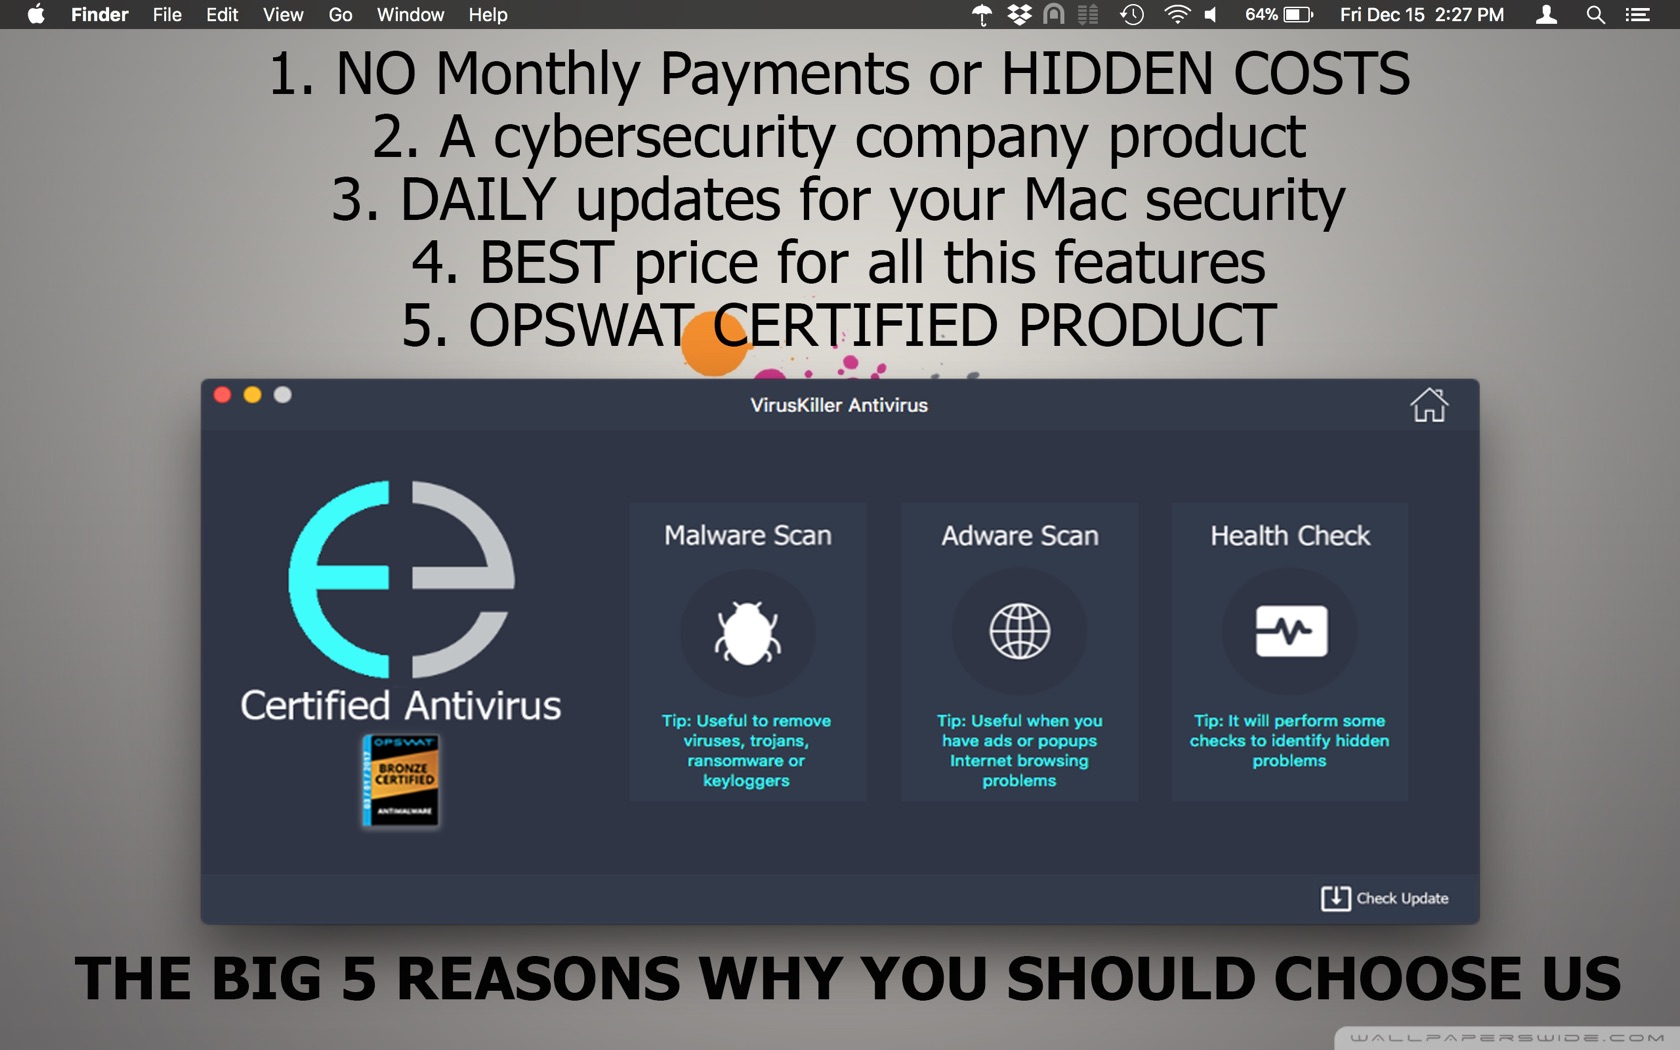 Finder File Edit View Go Window Help 64% Fri Dec 15 2:27 PM
1. NO Monthly Payments or HIDDEN COSTS
2. A cybersecurity company product
3. DAILY updates for your Mac security
4. BEST price for all this features
5. OPSWAT CERTIFIED PRODUCT
VirusKiller Antivirus
Certified Antivirus
OPSWAT
BRONZE
CERTIFIED
ANTIMALWARE
03/01/2017
Malware Scan
Tip: Useful to remove
viruses, trojans,
ransomware or
keyloggers
Adware Scan
Tip: Useful when you
have ads or popups
Internet browsing
problems
Health Check
Tip: It will perform some
checks to identify hidden
problems
Check Update
THE BIG 5 REASONS WHY YOU SHOULD CHOOSE US
WALLPAPERSWIDE.COM